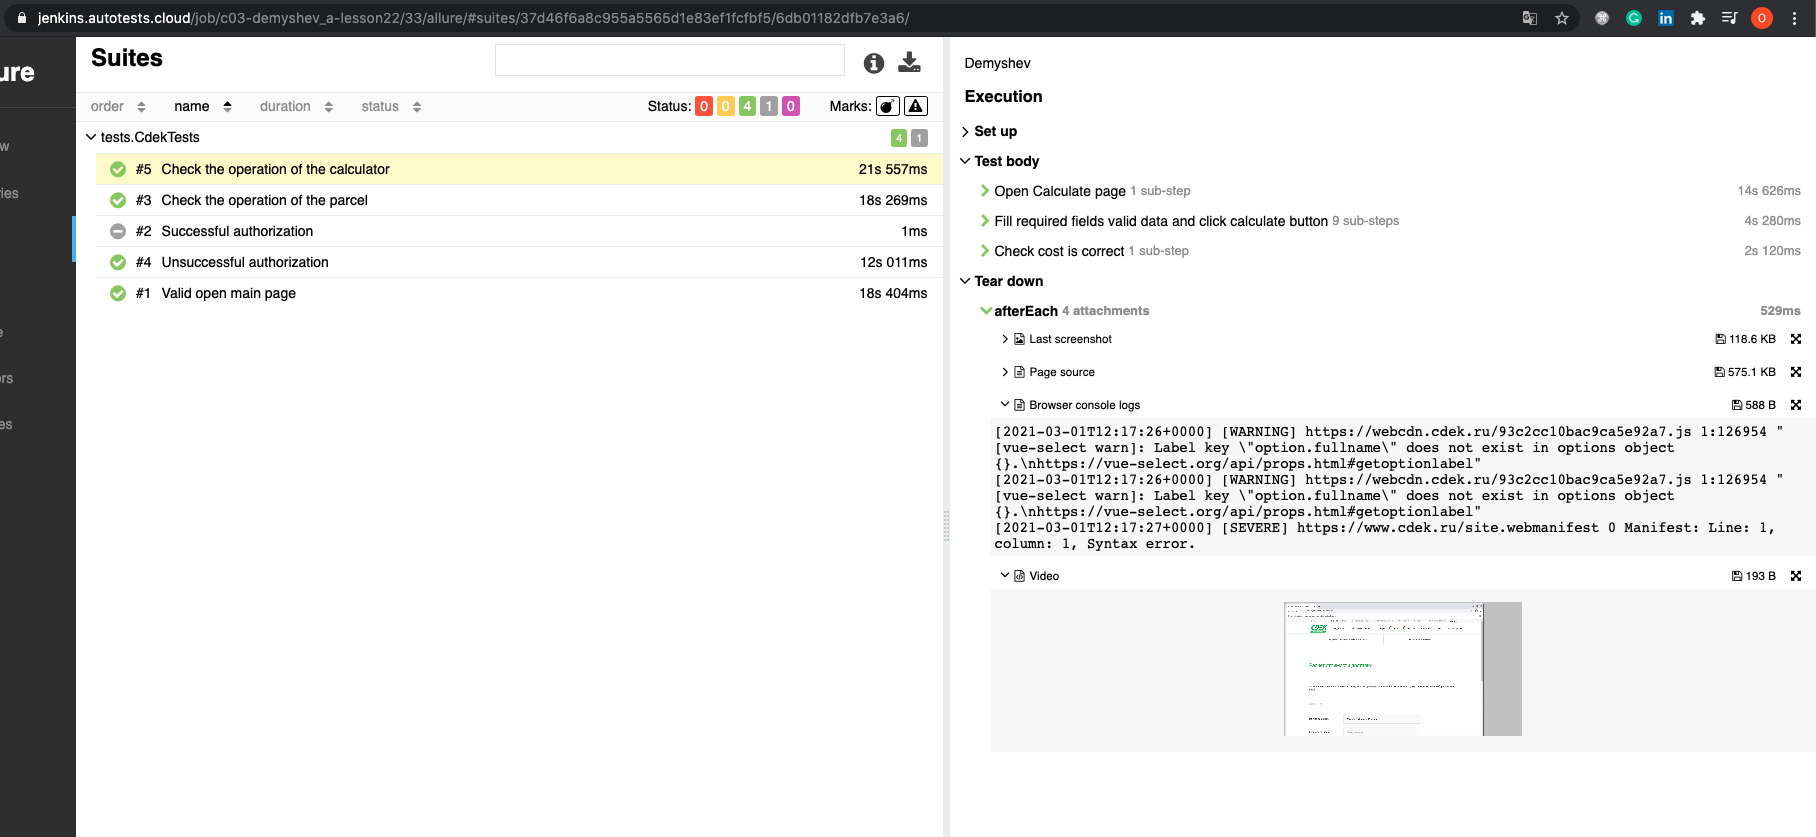 jenkins.autotests.cloud/job/c03-demyshev_a-lesson22/33/allure/#suites/37d46f6a8c955a5565d1e83ef1fcfbf5/6db01182dfb7e3a6/
G in O
ure
w
ies
e
ors
es
Suites
order name duration status Status: 0 0 4 1 0 Marks:
tests.CdekTests 4 1
#5 Check the operation of the calculator 21s 557ms
#3 Check the operation of the parcel 18s 269ms
#2 Successful authorization 1ms
#4 Unsuccessful authorization 12s 011ms
#1 Valid open main page 18s 404ms
Demyshev
Execution
Set up
Test body
Open Calculate page 1 sub-step 14s 626ms
Fill required fields valid data and click calculate button 9 sub-steps 4s 280ms
Check cost is correct 1 sub-step 2s 120ms
Tear down
afterEach 4 attachments 529ms
Last screenshot 118.6 KB
Page source 575.1 KB
Browser console logs 588 B
[2021-03-01T12:17:26+0000] [WARNING] https://webcdn.cdek.ru/93c2cc10bac9ca5e92a7.js 1:126954 "
[vue-select warn]: Label key \"option.fullname\" does not exist in options object
{}.\nhttps://vue-select.org/api/props.html#getoptionlabel"
[2021-03-01T12:17:26+0000] [WARNING] https://webcdn.cdek.ru/93c2cc10bac9ca5e92a7.js 1:126954 "
[vue-select warn]: Label key \"option.fullname\" does not exist in options object
{}.\nhttps://vue-select.org/api/props.html#getoptionlabel"
[2021-03-01T12:17:27+0000] [SEVERE] https://www.cdek.ru/site.webmanifest 0 Manifest: Line: 1,
column: 1, Syntax error.
Video 193 B
CDEK